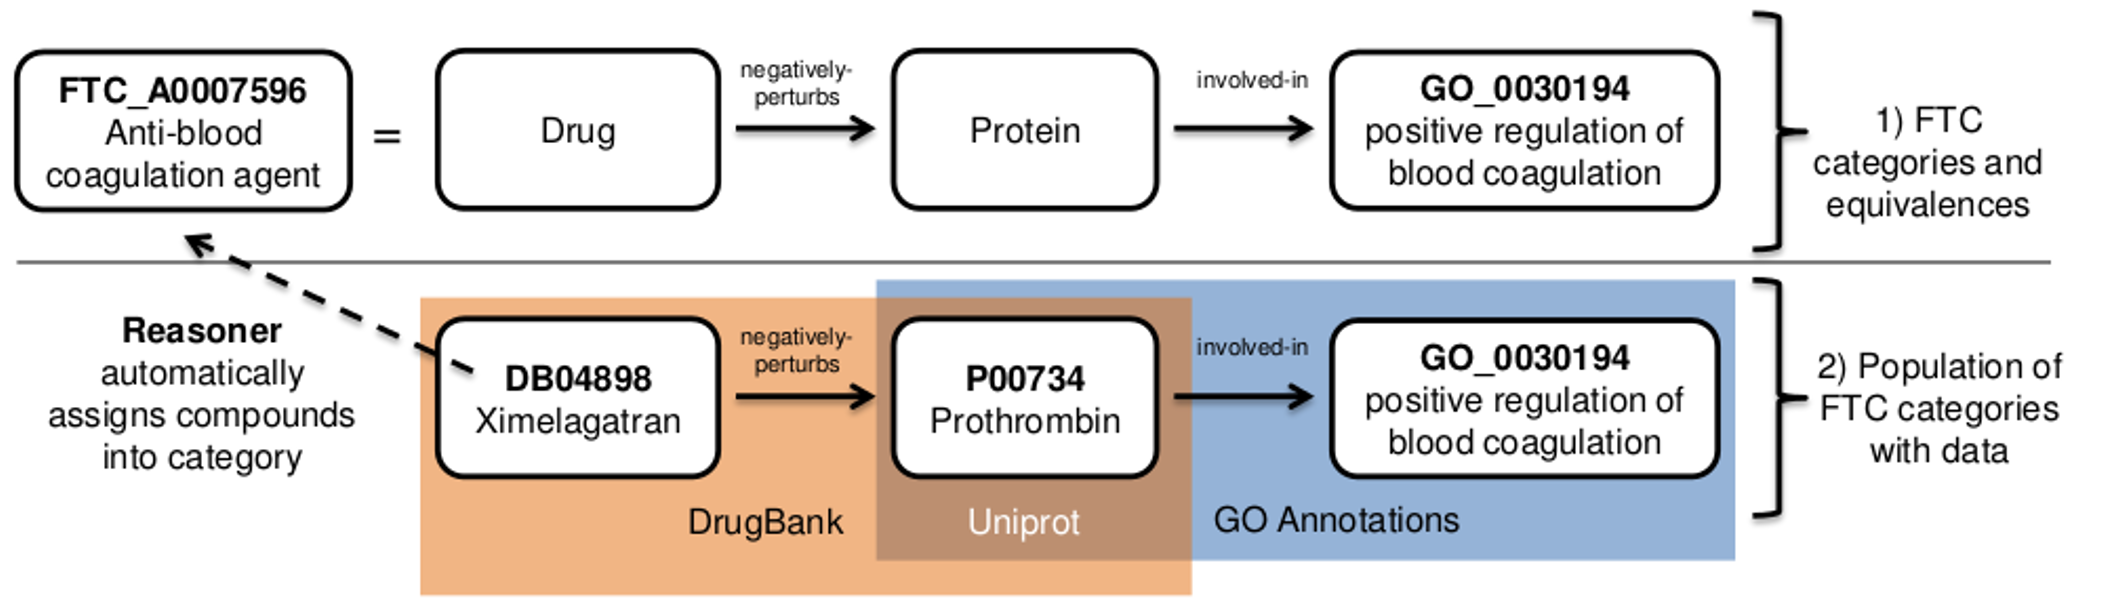 FTC_A0007596
Anti-blood
coagulation agent
=
Drug
negatively-
perturbs
Protein
involved-in
GO_0030194
positive regulation of
blood coagulation
1) FTC
categories and
equivalences
Reasoner
automatically
assigns compounds
into category
DB04898
Ximelagatran
negatively-
perturbs
P00734
Prothrombin
involved-in
GO_0030194
positive regulation of
blood coagulation
DrugBank
Uniprot
GO Annotations
2) Population of
FTC categories
with data